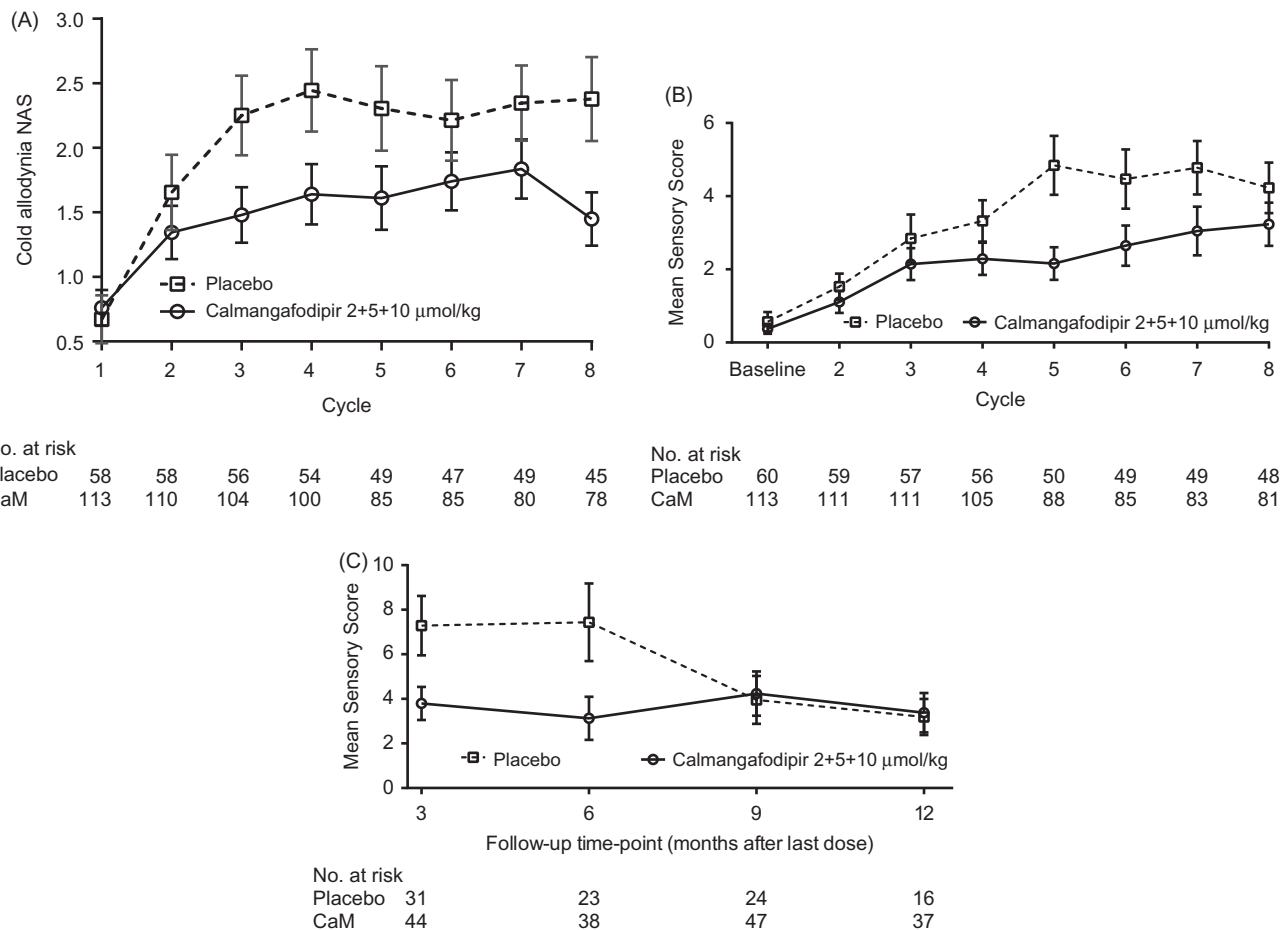 (A)
3.0
2.5
2.0
1.5
1.0
0.5
Cold allodynia NAS
Placebo
Calmangafodipir 2+5+10 μmol/kg
1 2 3 4 5 6 7 8
Cycle
o. at risk
lacebo 58 58 56 54 49 47 49 45
aM 113 110 104 100 85 85 80 78
(B)
6
4
2
0
Mean Sensory Score
Placebo Calmangafodipir 2+5+10 μmol/kg
Baseline 2 3 4 5 6 7 8
Cycle
No. at risk
Placebo 60 59 57 56 50 49 49 48
CaM 113 111 111 105 88 85 83 81
(C)
10
8
6
4
2
0
Mean Sensory Score
Placebo Calmangafodipir 2+5+10 μmol/kg
3 6 9 12
Follow-up time-point (months after last dose)
No. at risk
Placebo 31 23 24 16
CaM 44 38 47 37